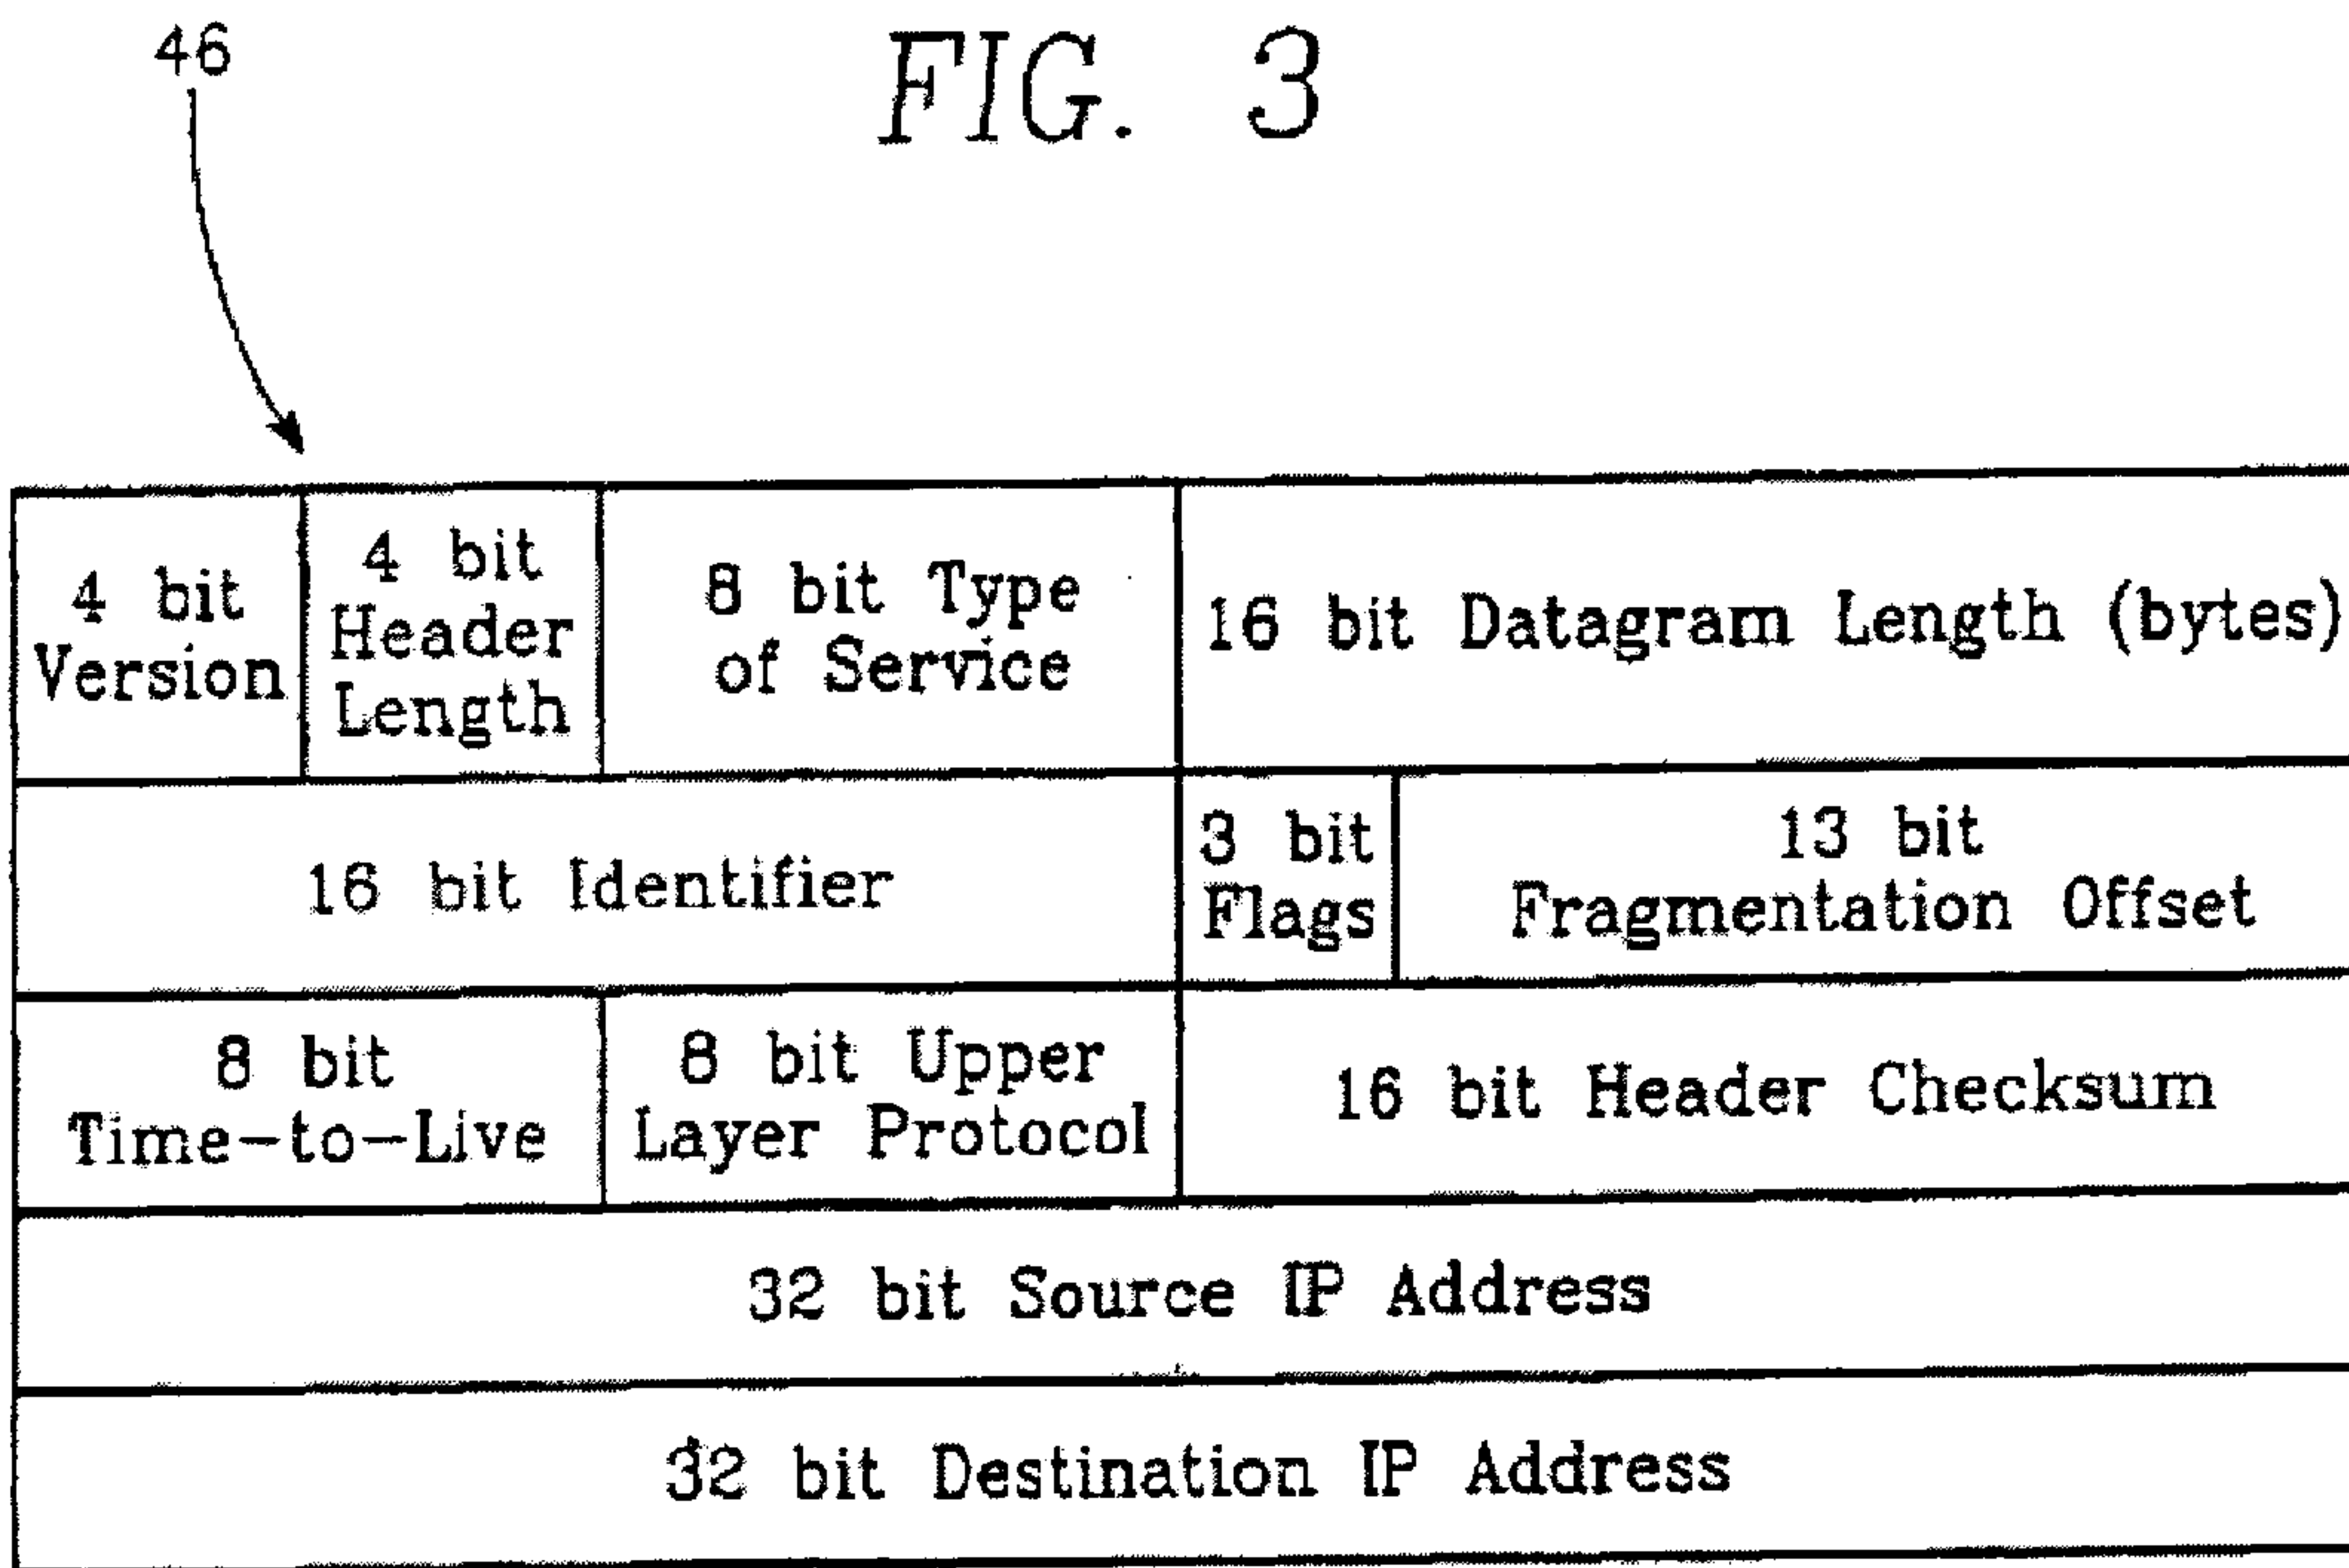 46
FIG. 3
4 bit
Version
4 bit
Header
Length
8 bit Type
of Service
16 bit Datagram Length (bytes)
16 bit Identifier
3 bit
Flags
13 bit
Fragmentation Offset
8 bit
Time-to-Live
8 bit Upper
Layer Protocol
16 bit Header Checksum
32 bit Source IP Address
32 bit Destination IP Address